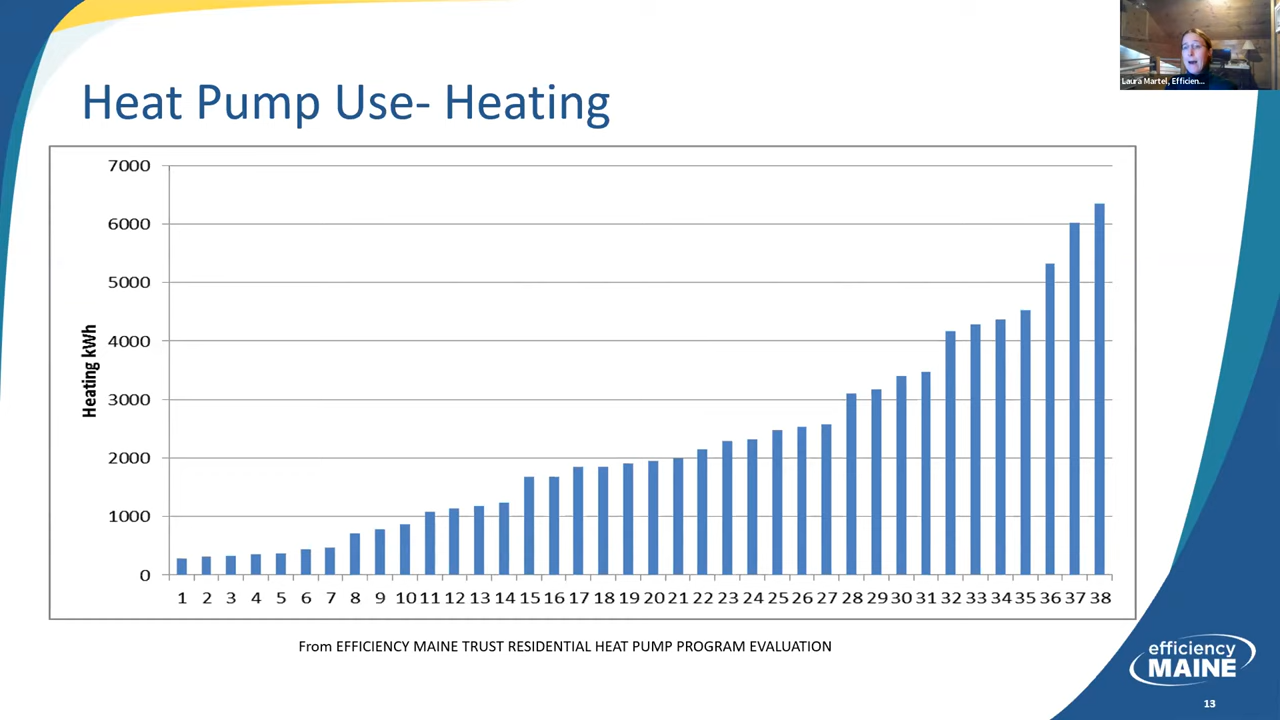 Laura Martel, Efficien...
Heat Pump Use- Heating
7000
6000
5000
4000
3000
2000
1000
0
Heating kWh
1 2 3 4 5 6 7 8 9 10 11 12 13 14 15 16 17 18 19 20 21 22 23 24 25 26 27 28 29 30 31 32 33 34 35 36 37 38
From EFFICIENCY MAINE TRUST RESIDENTIAL HEAT PUMP PROGRAM EVALUATION
efficiency
MAINE
13